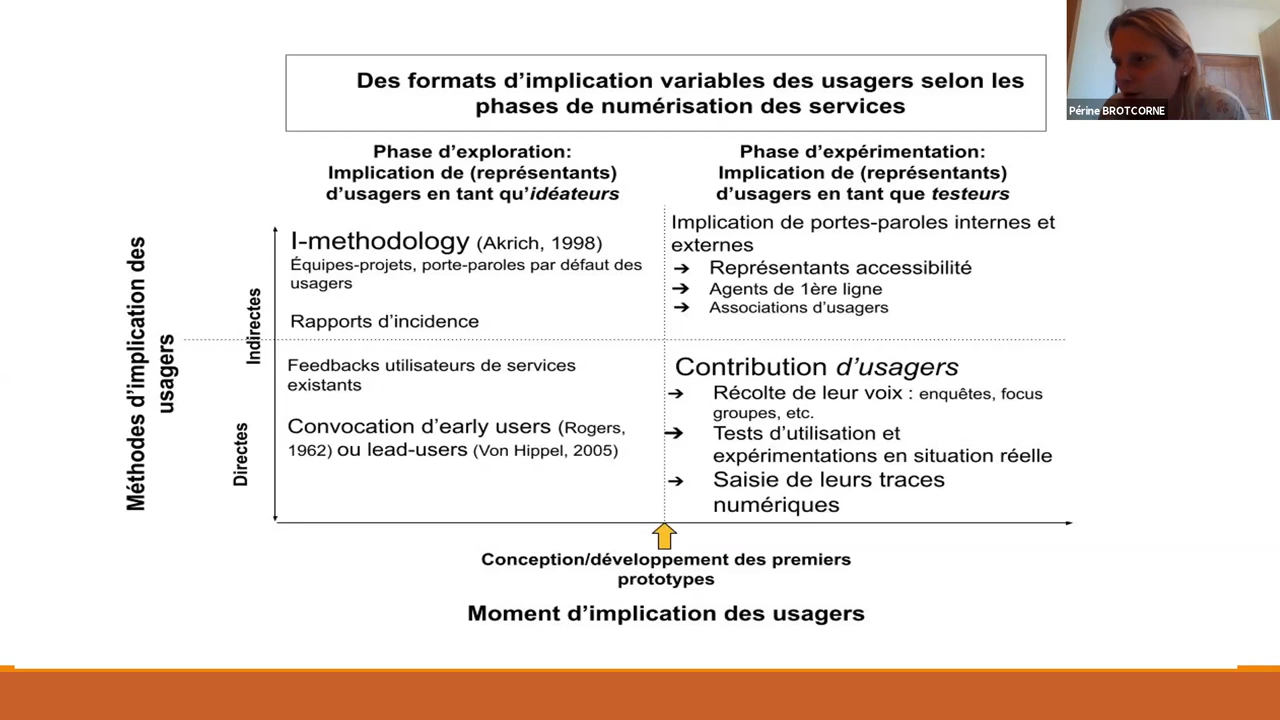 Des formats d’implication variables des usagers selon les
phases de numérisation des services
Périne BROTCORNE
Phase d’exploration:
Implication de (représentants)
d’usagers en tant qu’idéateurs
Phase d’expérimentation:
Implication de (représentants)
d’usagers en tant que testeurs
Méthodes d’implication des
usagers
Indirectes
Directes
I-methodology (Akrich, 1998)
Équipes-projets, porte-paroles par défaut des
usagers
Rapports d’incidence
Implication de portes-paroles internes et
externes
➔ Représentants accessibilité
➔ Agents de 1ère ligne
➔ Associations d’usagers
Feedbacks utilisateurs de services
existants
Convocation d’early users (Rogers,
1962) ou lead-users (Von Hippel, 2005)
Contribution d’usagers
➔ Récolte de leur voix : enquêtes, focus
groupes, etc.
➔ Tests d’utilisation et
expérimentations en situation réelle
➔ Saisie de leurs traces
numériques
Conception/développement des premiers
prototypes
Moment d’implication des usagers